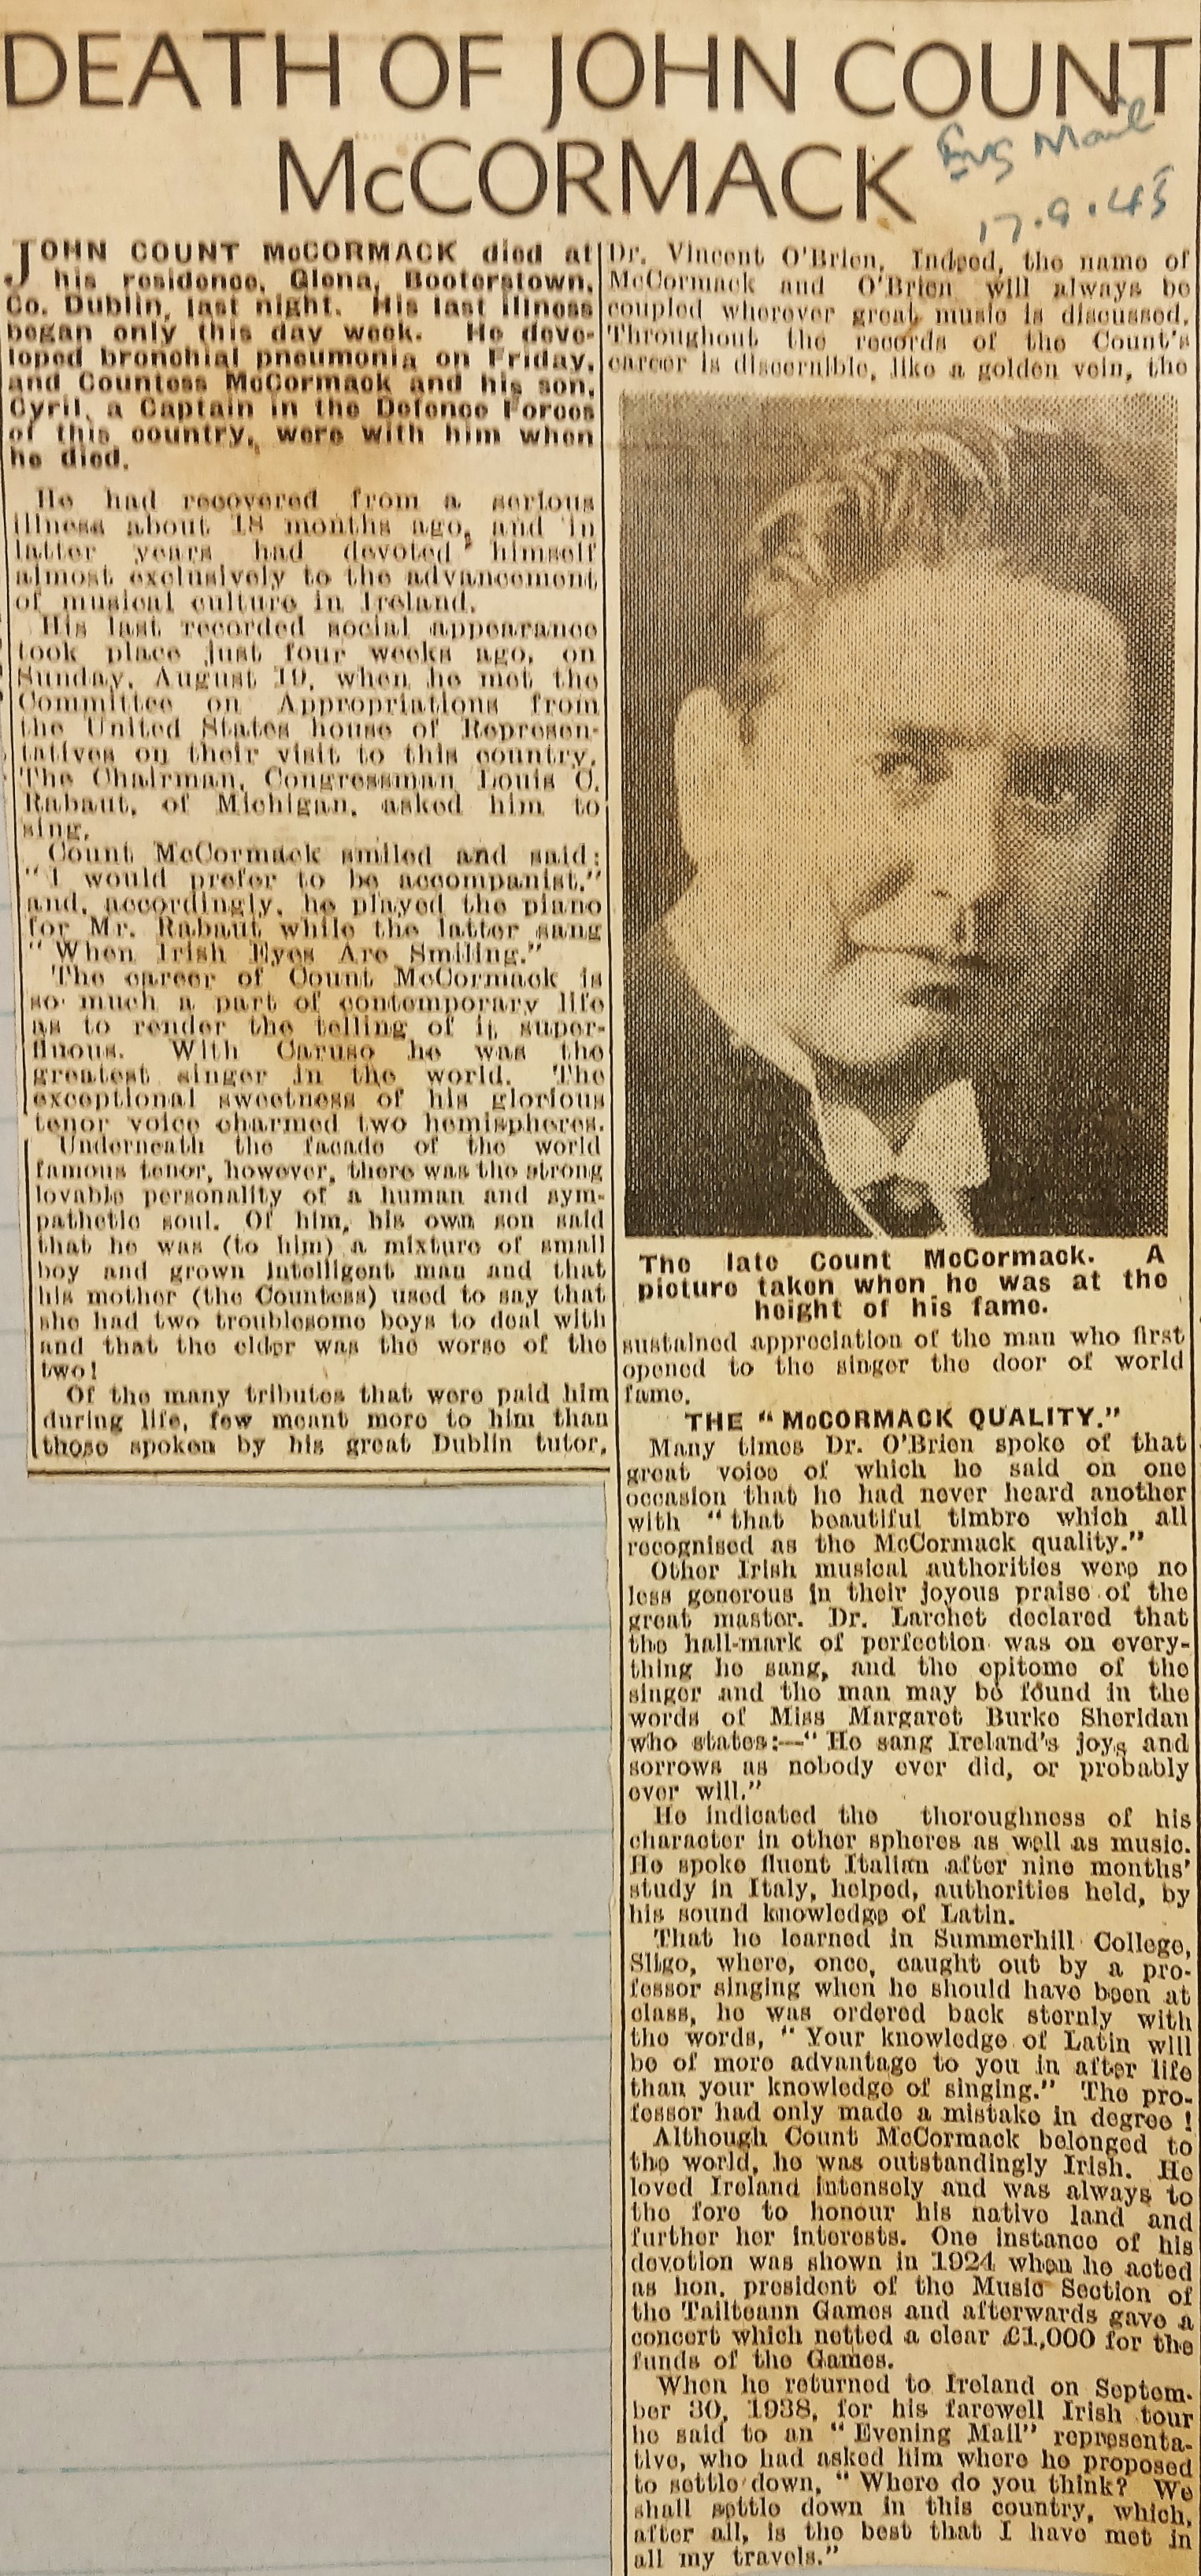 DEATH OF JOHN COUNT
McCORMACK
Evg Mail
17.9.45
JOHN COUNT McCORMACK died at
his residence, Glena, Booterstown,
Co. Dublin, last night. His last illness
began only this day week. He deve-
loped bronchial pneumonia on Friday,
and Countess McCormack and his son,
Cyril, a Captain in the Defence Forces
of this country, were with him when
he died.
He had recovered from a serious
illness about 18 months ago, and in
latter years had devoted himself
almost exclusively to the advancement
of musical culture in Ireland.
His last recorded social appearance
took place just four weeks ago, on
Sunday, August 19, when he met the
Committee on Appropriations from
the United States house of Represen-
tatives on their visit to this country.
The Chairman, Congressman Louis C.
Rabaut, of Michigan, asked him to
sing.
Count McCormack smiled and said:
"I would prefer to be accompanist."
and, accordingly, he played the piano
for Mr. Rabaut while the latter sang
"When Irish Eyes Are Smiling."
The career of Count McCormack is
so much a part of contemporary life
as to render the telling of it super-
fluous. With Caruso he was the
greatest singer in the world. The
exceptional sweetness of his glorious
tenor voice charmed two hemispheres.
Underneath the facade of the world
famous tenor, however, there was the strong
lovable personality of a human and sym-
pathetic soul. Of him, his own son said
that he was (to him) a mixture of small
boy and grown intelligent man and that
his mother (the Countess) used to say that
she had two troublesome boys to deal with
and that the elder was the worse of the
two!
Of the many tributes that were paid him
during life, few meant more to him than
those spoken by his great Dublin tutor,
Dr. Vincent O'Brien. Indeed, the name of
McCormack and O'Brien will always be
coupled wherever great music is discussed.
Throughout the records of the Count's
career is discernible, like a golden vein, the
The late Count McCormack. A
picture taken when he was at the
height of his fame.
sustained appreciation of the man who first
opened to the singer the door of world
fame.
THE "McCORMACK QUALITY."
Many times Dr. O'Brien spoke of that
great voice of which he said on one
occasion that he had never heard another
with "that beautiful timbre which all
recognised as the McCormack quality."
Other Irish musical authorities were no
less generous in their joyous praise of the
great master. Dr. Larchet declared that
the hall-mark of perfection was on every-
thing he sang, and the epitome of the
singer and the man may be found in the
words of Miss Margaret Burke Sheridan
who states:—"He sang Ireland's joys and
sorrows as nobody ever did, or probably
ever will."
He indicated the thoroughness of his
character in other spheres as well as music.
He spoke fluent Italian after nine months'
study in Italy, helped, authorities held, by
his sound knowledge of Latin.
That he learned in Summerhill College,
Sligo, where, once, caught out by a pro-
fessor singing when he should have been at
class, he was ordered back sternly with
the words, "Your knowledge of Latin will
be of more advantage to you in after life
than your knowledge of singing." The pro-
fessor had only made a mistake in degree!
Although Count McCormack belonged to
the world, he was outstandingly Irish. He
loved Ireland intensely and was always to
the fore to honour his native land and
further her interests. One instance of his
devotion was shown in 1924 when he acted
as hon. president of the Music Section of
the Tailteann Games and afterwards gave a
concert which netted a clear £1,000 for the
funds of the Games.
When he returned to Ireland on Septem-
ber 30, 1938, for his farewell Irish tour
he said to an "Evening Mail" representa-
tive, who had asked him where he proposed
to settle down, "Where do you think? We
shall settle down in this country, which,
after all, is the best that I have met in
all my travels."